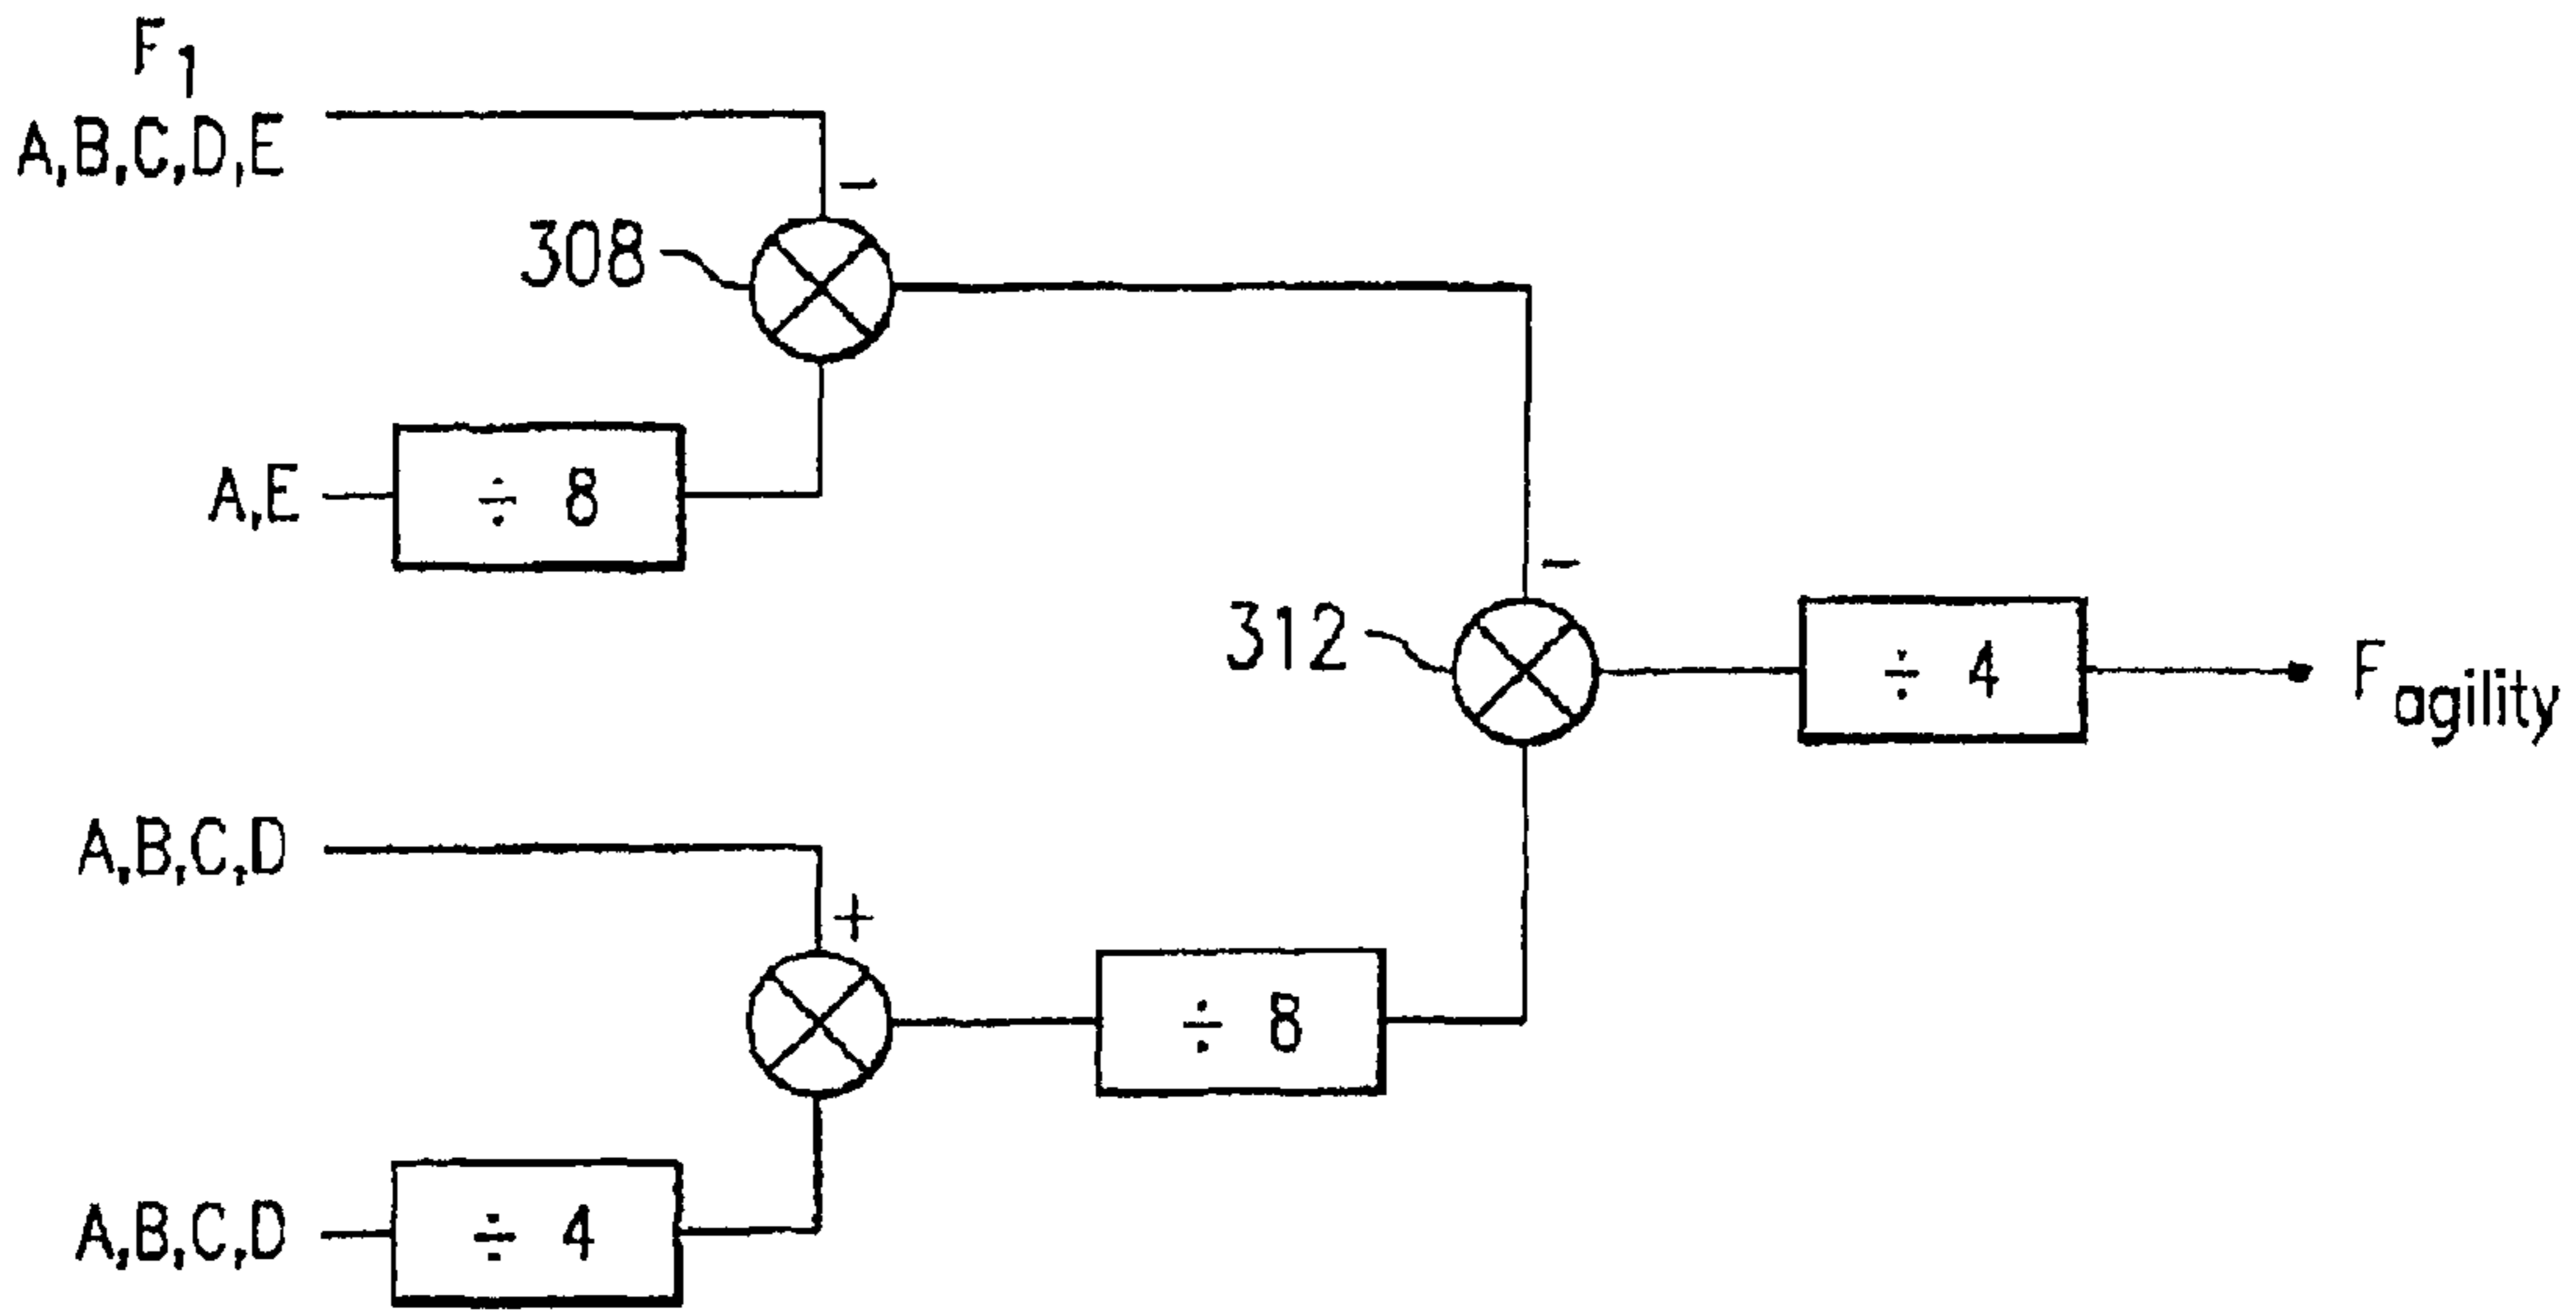 F1
A,B,C,D,E
−
308
A,E
÷ 8
−
312
÷ 4
Fagility
A,B,C,D
+
÷ 8
A,B,C,D
÷ 4